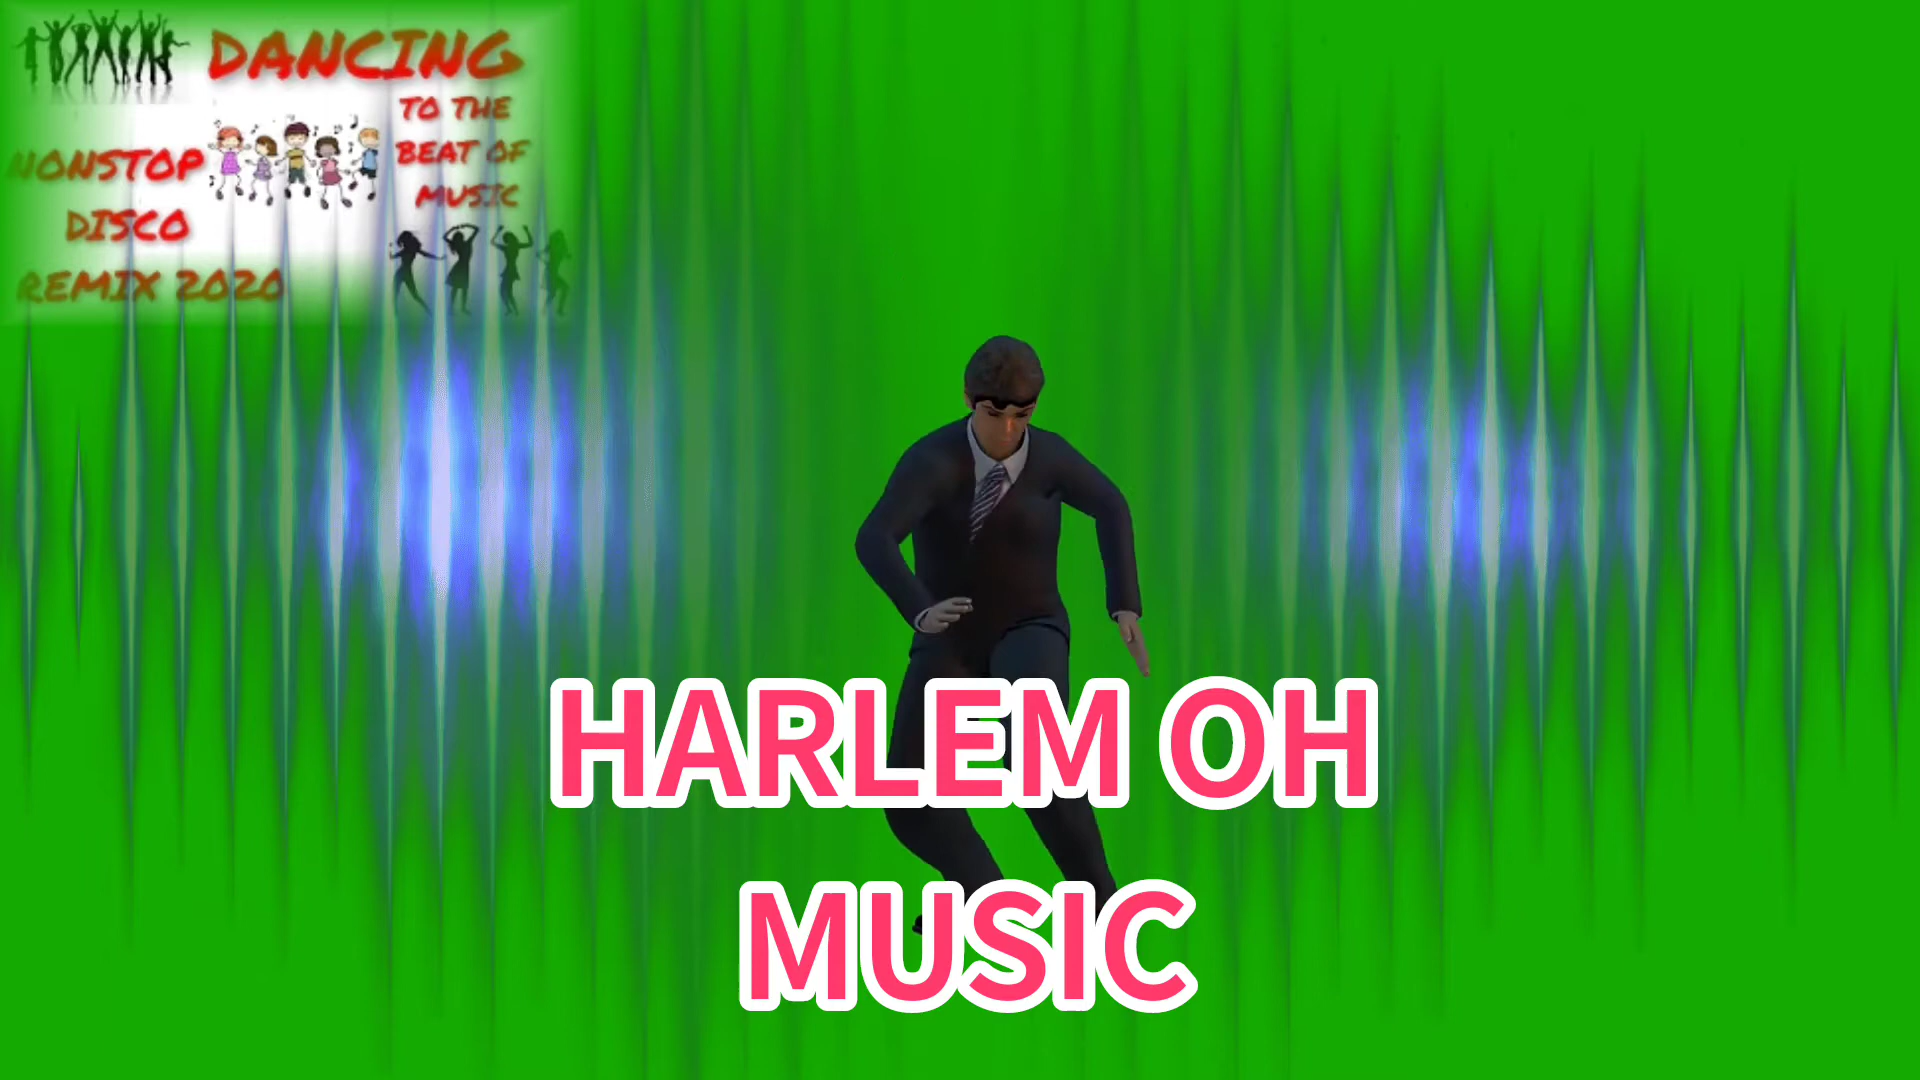 DANCING
TO THE
BEAT OF
MUSIC
NONSTOP
DISCO
REMIX 2020
HARLEM OH
MUSIC